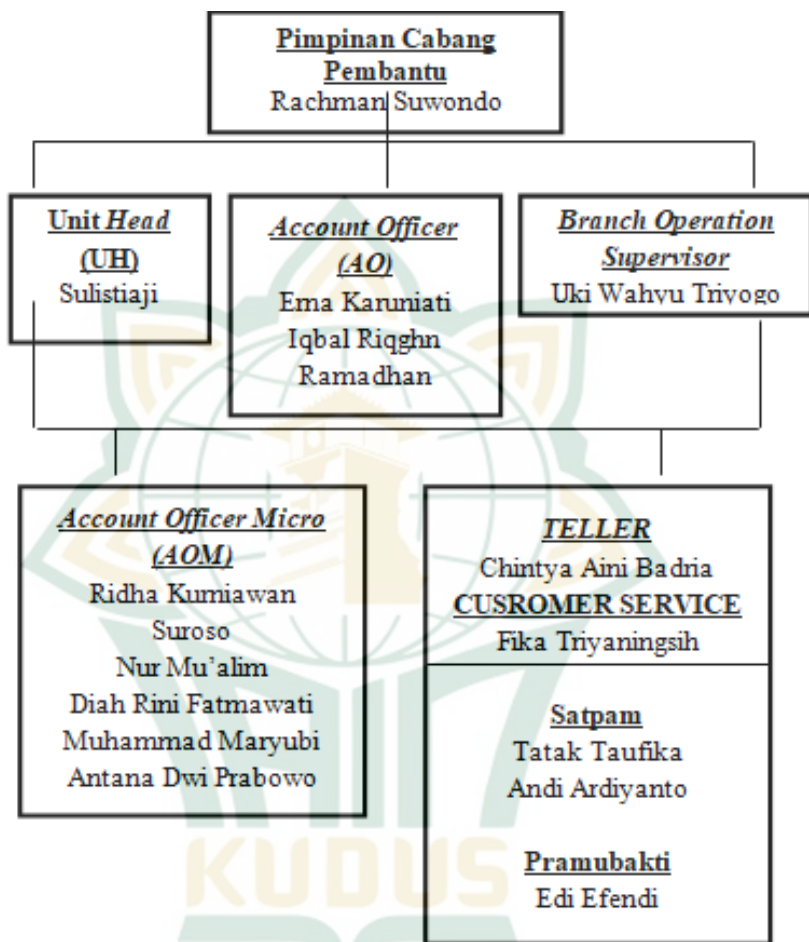 Pimpinan Cabang
Pembantu
Rachman Suwondo
Unit Head
(UH)
Sulistiaji
Account Officer
(AO)
Ema Karuniati
Iqbal Riqghn
Ramadhan
Branch Operation
Supervisor
Uki Wahyu Triyogo
Account Officer Micro
(AOM)
Ridha Kurniawan
Suroso
Nur Mu’alim
Diah Rini Fatmawati
Muhammad Maryubi
Antana Dwi Prabowo
TELLER
Chintya Aini Badria
CUSROMER SERVICE
Fika Triyaningsih
Satpam
Tatak Taufika
Andi Ardiyanto
Pramubakti
Edi Efendi
KUDUS